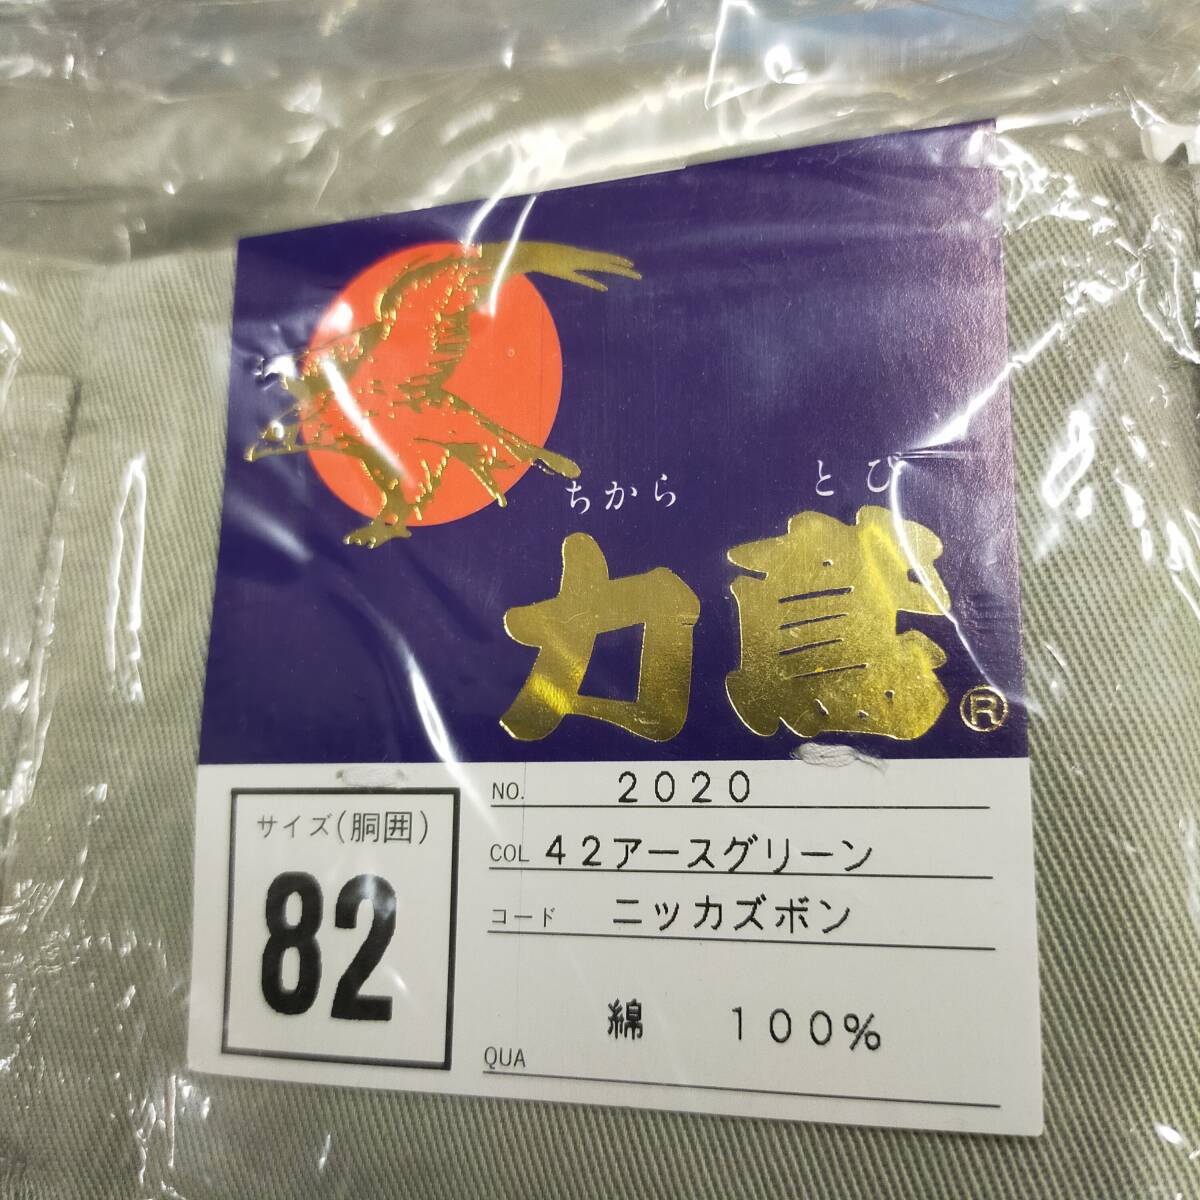 ちから とび
力鳶®
サイズ(胴囲)
82
NO. 2020
COL 42アースグリーン
コード ニッカズボン
綿 100%
QUA